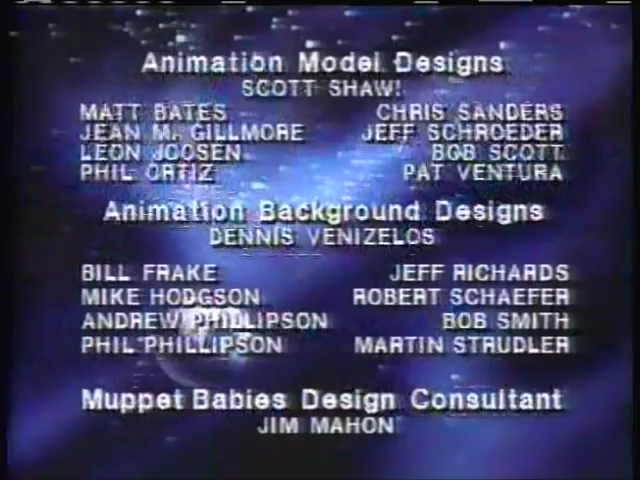 Animation Model Designs
SCOTT SHAW!
MATT BATES CHRIS SANDERS
JEAN M. GILLMORE JEFF SCHROEDER
LEON JOOSEN BOB SCOTT
PHIL ORTIZ PAT VENTURA
Animation Background Designs
DENNIS VENIZELOS
BILL FRAKE JEFF RICHARDS
MIKE HODGSON ROBERT SCHAEFER
ANDREW PHILLIPSON BOB SMITH
PHIL PHILLIPSON MARTIN STRUDLER
Muppet Babies Design Consultant
JIM MAHON